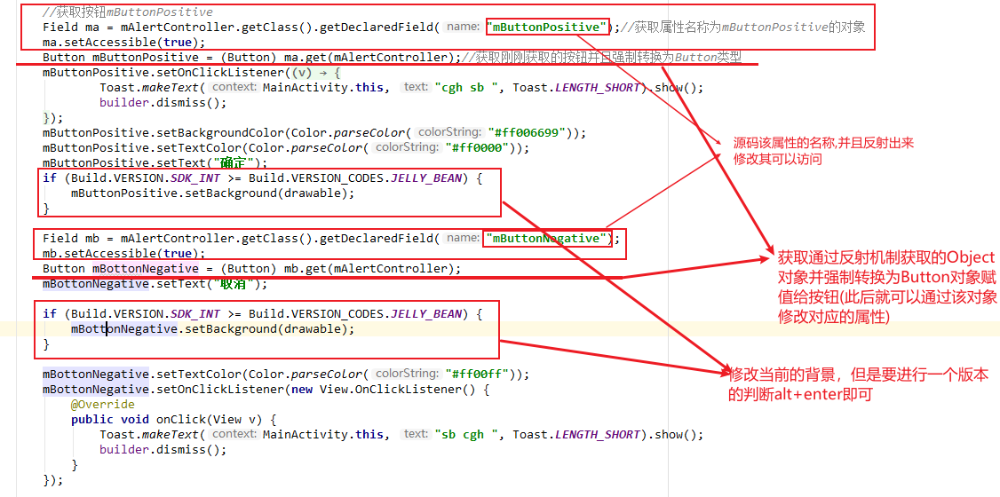 //获取按钮mButtonPositive
Field ma = mAlertController.getClass().getDeclaredField( name: "mButtonPositive");//获取属性名称为mButtonPositive的对象
ma.setAccessible(true);
Button mButtonPositive = (Button) ma.get(mAlertController);//获取刚刚获取的按钮并且强制转换为Button类型
mButtonPositive.setOnClickListener((v) → {
Toast.makeText( context: MainActivity.this, text: "cgh sb ", Toast.LENGTH_SHORT).show();
builder.dismiss();
});
mButtonPositive.setBackgroundColor(Color.parseColor( colorString: "#ff006699"));
mButtonPositive.setTextColor(Color.parseColor( colorString: "#ff0000"));
mButtonPositive.setText("确定");
if (Build.VERSION.SDK_INT >= Build.VERSION_CODES.JELLY_BEAN) {
mButtonPositive.setBackground(drawable);
}
Field mb = mAlertController.getClass().getDeclaredField( name: "mButtonNegative");
mb.setAccessible(true);
Button mBottonNegative = (Button) mb.get(mAlertController);
mBottonNegative.setText("取消");
if (Build.VERSION.SDK_INT >= Build.VERSION_CODES.JELLY_BEAN) {
mBottonNegative.setBackground(drawable);
}
mBottonNegative.setTextColor(Color.parseColor( colorString: "#ff00ff"));
mBottonNegative.setOnClickListener(new View.OnClickListener() {
@Override
public void onClick(View v) {
Toast.makeText( context: MainActivity.this, text: "sb cgh ", Toast.LENGTH_SHORT).show();
builder.dismiss();
}
});
源码该属性的名称,并且反射出来
修改其可以访问
获取通过反射机制获取的Object
对象并强制转换为Button对象赋
值给按钮(此后就可以通过该对象
修改对应的属性)
修改当前的背景，但是要进行一个版本
的判断alt+enter即可